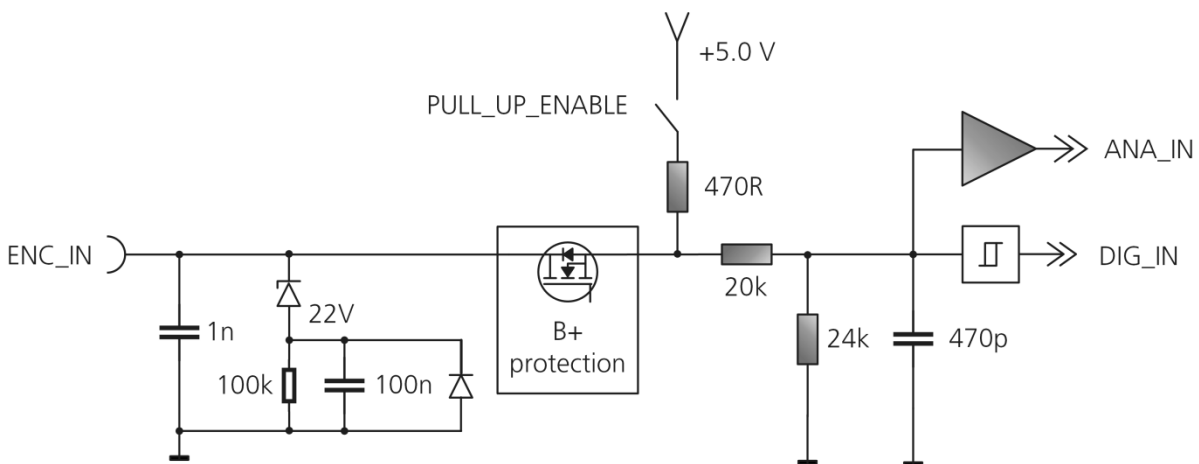 +5.0 V
PULL_UP_ENABLE
470R
ANA_IN
ENC_IN
DIG_IN
20k
22V
1n
B+
protection
24k
470p
100k
100n